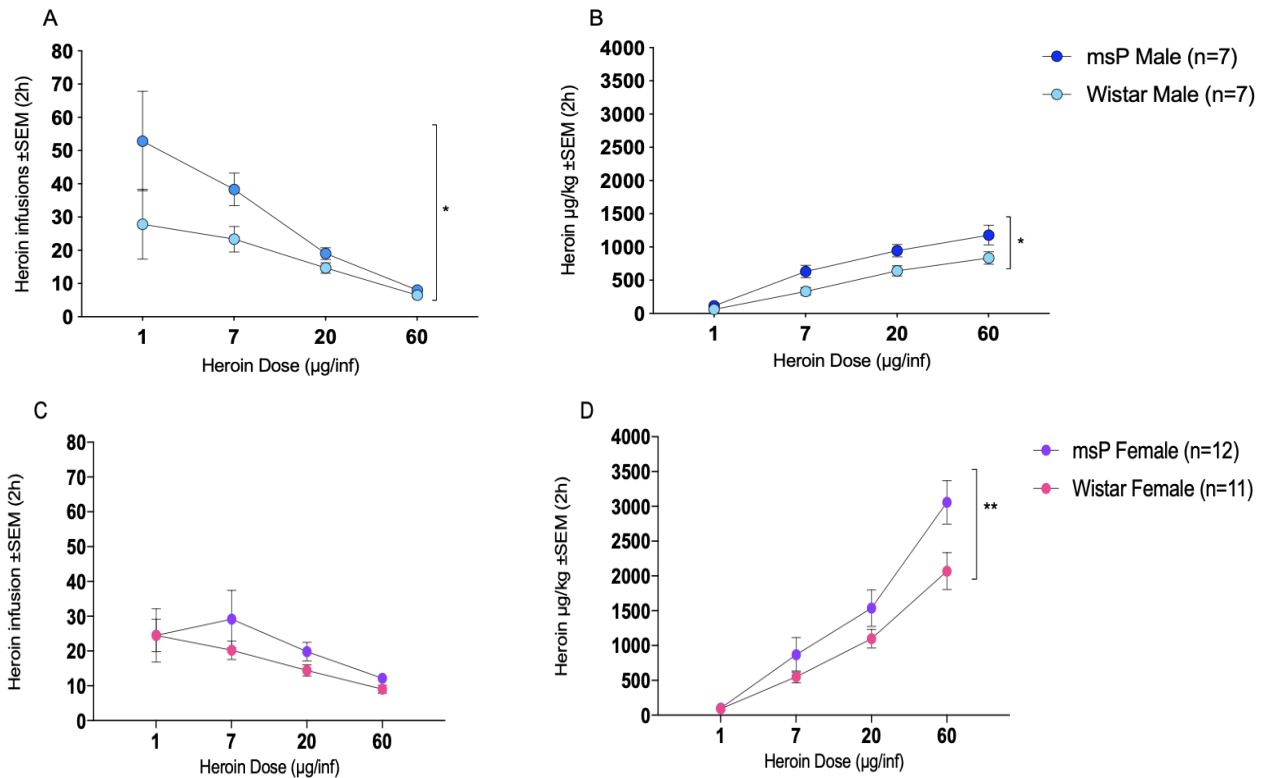 A
Heroin infusions ±SEM (2h)
80
70
60
50
40
30
20
10
0
*
1 7 20 60
Heroin Dose (µg/inf)
B
Heroin µg/kg ±SEM (2h)
4000
3500
3000
2500
2000
1500
1000
500
0
*
1 7 20 60
Heroin Dose (µg/inf)
msP Male (n=7)
Wistar Male (n=7)
C
Heroin infusion ±SEM (2h)
80
70
60
50
40
30
20
10
0
1 7 20 60
Heroin Dose (µg/inf)
D
Heroin µg/kg ±SEM (2h)
4000
3500
3000
2500
2000
1500
1000
500
0
**
1 7 20 60
Heroin Dose (µg/inf)
msP Female (n=12)
Wistar Female (n=11)